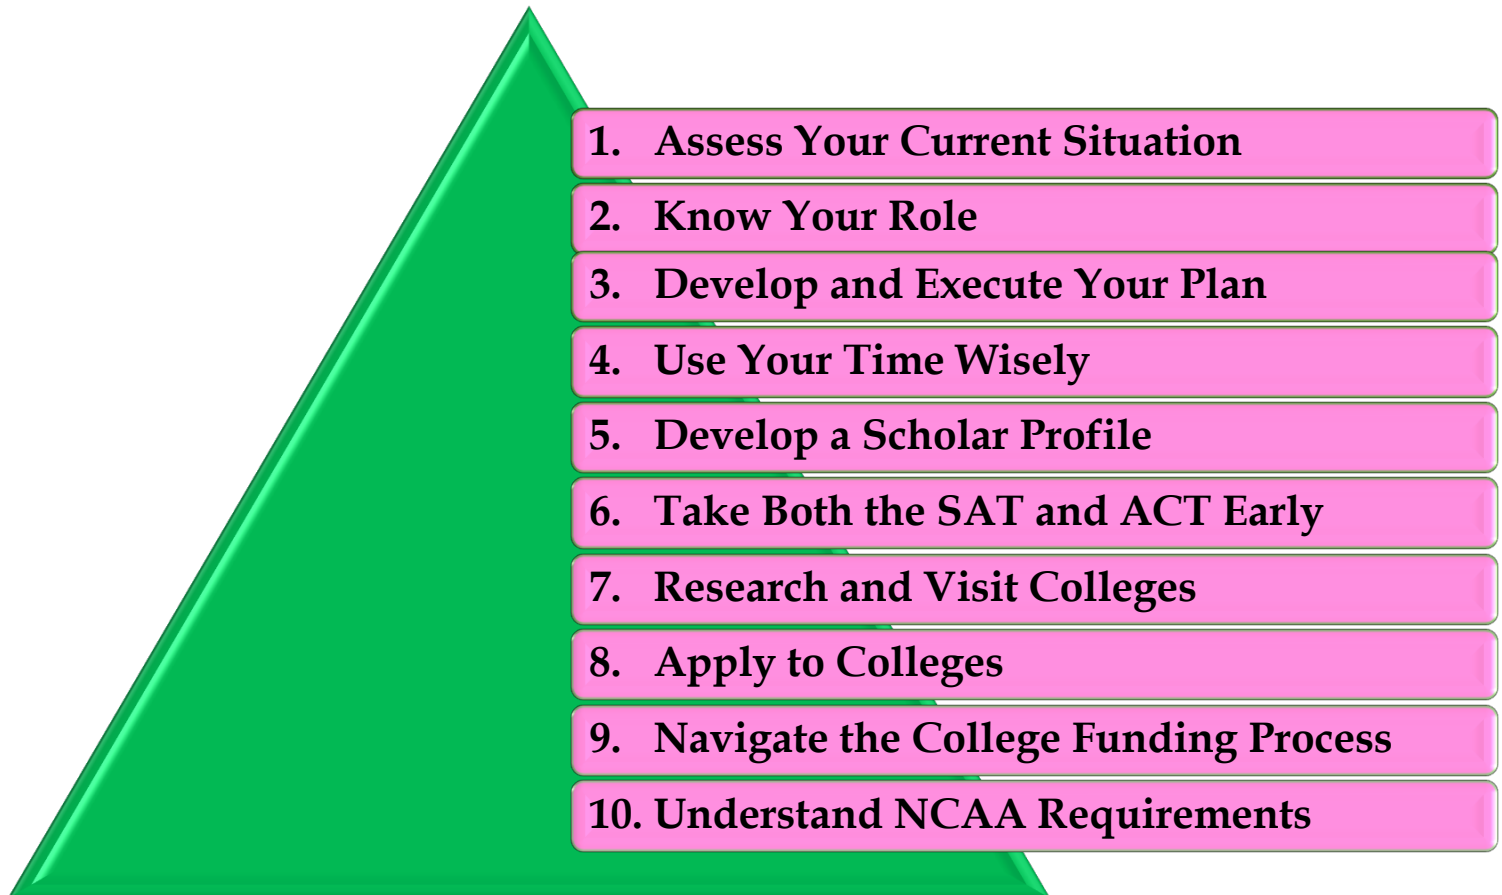 1. Assess Your Current Situation
2. Know Your Role
3. Develop and Execute Your Plan
4. Use Your Time Wisely
5. Develop a Scholar Profile
6. Take Both the SAT and ACT Early
7. Research and Visit Colleges
8. Apply to Colleges
9. Navigate the College Funding Process
10. Understand NCAA Requirements